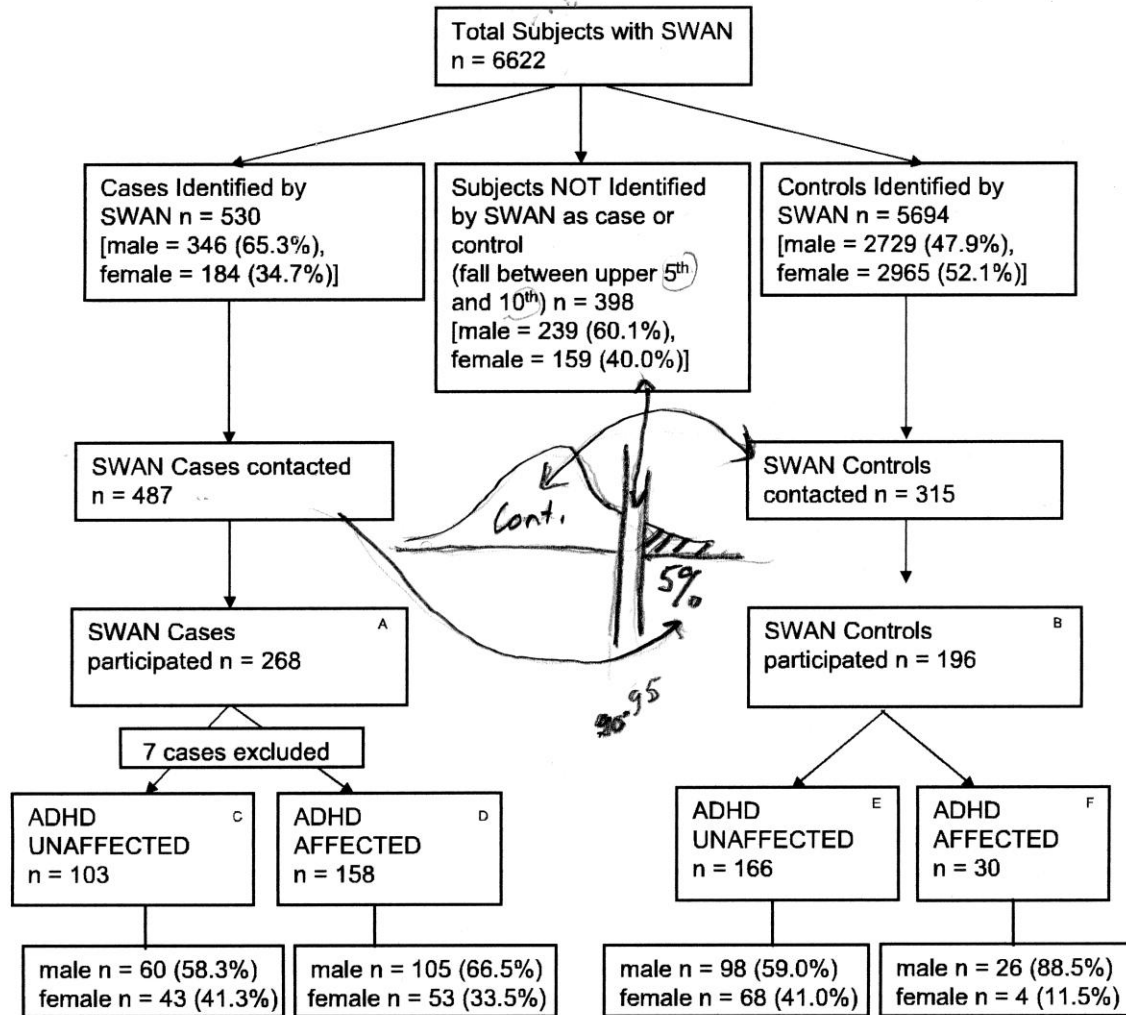 Total Subjects with SWAN
n = 6622
Cases Identified by
SWAN n = 530
[male = 346 (65.3%),
female = 184 (34.7%)]
Subjects NOT Identified
by SWAN as case or
control
(fall between upper 5th
and 10th) n = 398
[male = 239 (60.1%),
female = 159 (40.0%)]
Controls Identified by
SWAN n = 5694
[male = 2729 (47.9%),
female = 2965 (52.1%)]
SWAN Cases contacted
n = 487
Cont.
5%
90-95
SWAN Controls
contacted n = 315
SWAN Cases A
participated n = 268
SWAN Controls B
participated n = 196
7 cases excluded
ADHD C
UNAFFECTED
n = 103
ADHD D
AFFECTED
n = 158
ADHD E
UNAFFECTED
n = 166
ADHD F
AFFECTED
n = 30
male n = 60 (58.3%)
female n = 43 (41.3%)
male n = 105 (66.5%)
female n = 53 (33.5%)
male n = 98 (59.0%)
female n = 68 (41.0%)
male n = 26 (88.5%)
female n = 4 (11.5%)